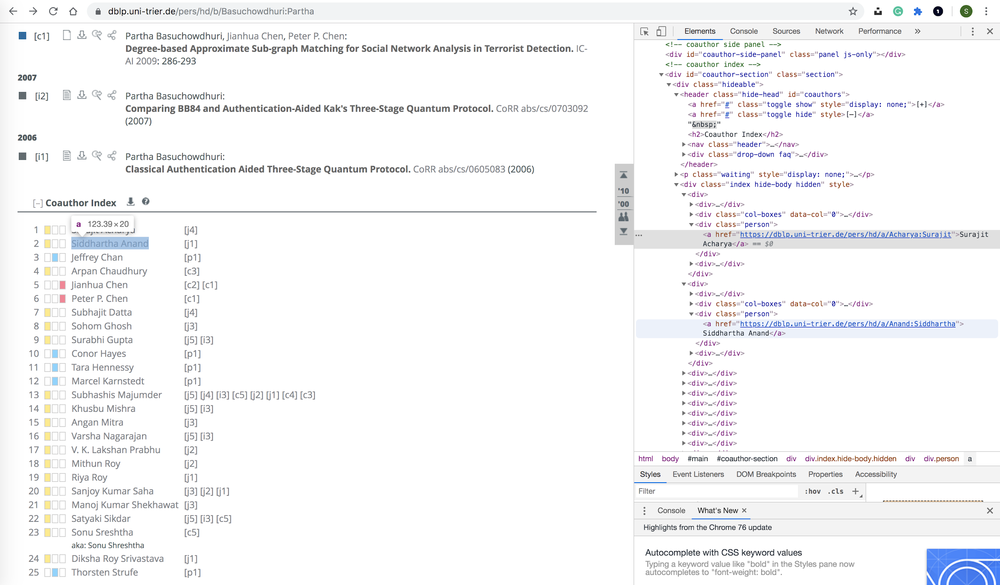 dblp.uni-trier.de/pers/hd/b/Basuchowdhuri:Partha
S
[c1] Partha Basuchowdhuri, Jianhua Chen, Peter P. Chen:
Degree-based Approximate Sub-graph Matching for Social Network Analysis in Terrorist Detection. IC-
AI 2009: 286-293
2007
[i2] Partha Basuchowdhuri:
Comparing BB84 and Authentication-Aided Kak's Three-Stage Quantum Protocol. CoRR abs/cs/0703092
(2007)
2006
[i1] Partha Basuchowdhuri:
Classical Authentication Aided Three-Stage Quantum Protocol. CoRR abs/cs/0605083 (2006)
'10
'00
[−] Coauthor Index
a 123.39×20
1 [j4]
2 Siddhartha Anand [j1]
3 Jeffrey Chan [p1]
4 Arpan Chaudhury [c3]
5 Jianhua Chen [c2] [c1]
6 Peter P. Chen [c1]
7 Subhajit Datta [j4]
8 Sohom Ghosh [j3]
9 Surabhi Gupta [j5] [i3]
10 Conor Hayes [p1]
11 Tara Hennessy [p1]
12 Marcel Karnstedt [p1]
13 Subhashis Majumder [j5] [j4] [i3] [c5] [j2] [j1] [c4] [c3]
14 Khusbu Mishra [j5] [i3]
15 Angan Mitra [j3]
16 Varsha Nagarajan [j5] [i3]
17 V. K. Lakshan Prabhu [j2]
18 Mithun Roy [j2]
19 Riya Roy [j1]
20 Sanjoy Kumar Saha [j3] [j2] [j1]
21 Manoj Kumar Shekhawat [j3]
22 Satyaki Sikdar [j5] [i3] [c5]
23 Sonu Sreshtha [c5]
aka: Sonu Shreshtha
24 Diksha Roy Srivastava [j1]
25 Thorsten Strufe [p1]
Elements Console Sources Network Performance »
<!-- coauthor side panel -->
<div id="coauthor-side-panel" class="panel js-only"></div>
<!-- coauthor index -->
<div id="coauthor-section" class="section">
<div class="hideable">
<header class="hide-head" id="coauthors">
<a href="#" class="toggle show" style="display: none;">[+]</a>
<a href="#" class="toggle hide" style>[–]</a>
"&nbsp;"
<h2>Coauthor Index</h2>
<nav class="header">…</nav>
<div class="drop-down faq">…</div>
</header>
<p class="waiting" style="display: none;">…</p>
<div class="index hide-body hidden" style>
<div>
<div>…</div>
<div class="col-boxes" data-col="0">…</div>
<div class="person">
<a href="https://dblp.uni-trier.de/pers/hd/a/Acharya:Surajit">Surajit
Acharya</a> == $0
</div>
<div>…</div>
</div>
<div>
<div>…</div>
<div class="col-boxes" data-col="0">…</div>
<div class="person">
<a href="https://dblp.uni-trier.de/pers/hd/a/Anand:Siddhartha">
Siddhartha Anand</a>
</div>
<div>…</div>
</div>
<div>…</div>
<div>…</div>
<div>…</div>
<div>…</div>
<div>…</div>
<div>…</div>
<div>…</div>
<div>…</div>
html body #main #coauthor-section div div.index.hide-body.hidden div div.person a
Styles Event Listeners DOM Breakpoints Properties Accessibility
Filter :hov .cls +
Console What's New ×
Highlights from the Chrome 76 update
Autocomplete with CSS keyword values
Typing a keyword value like "bold" in the Styles pane now
autocompletes to "font-weight: bold".